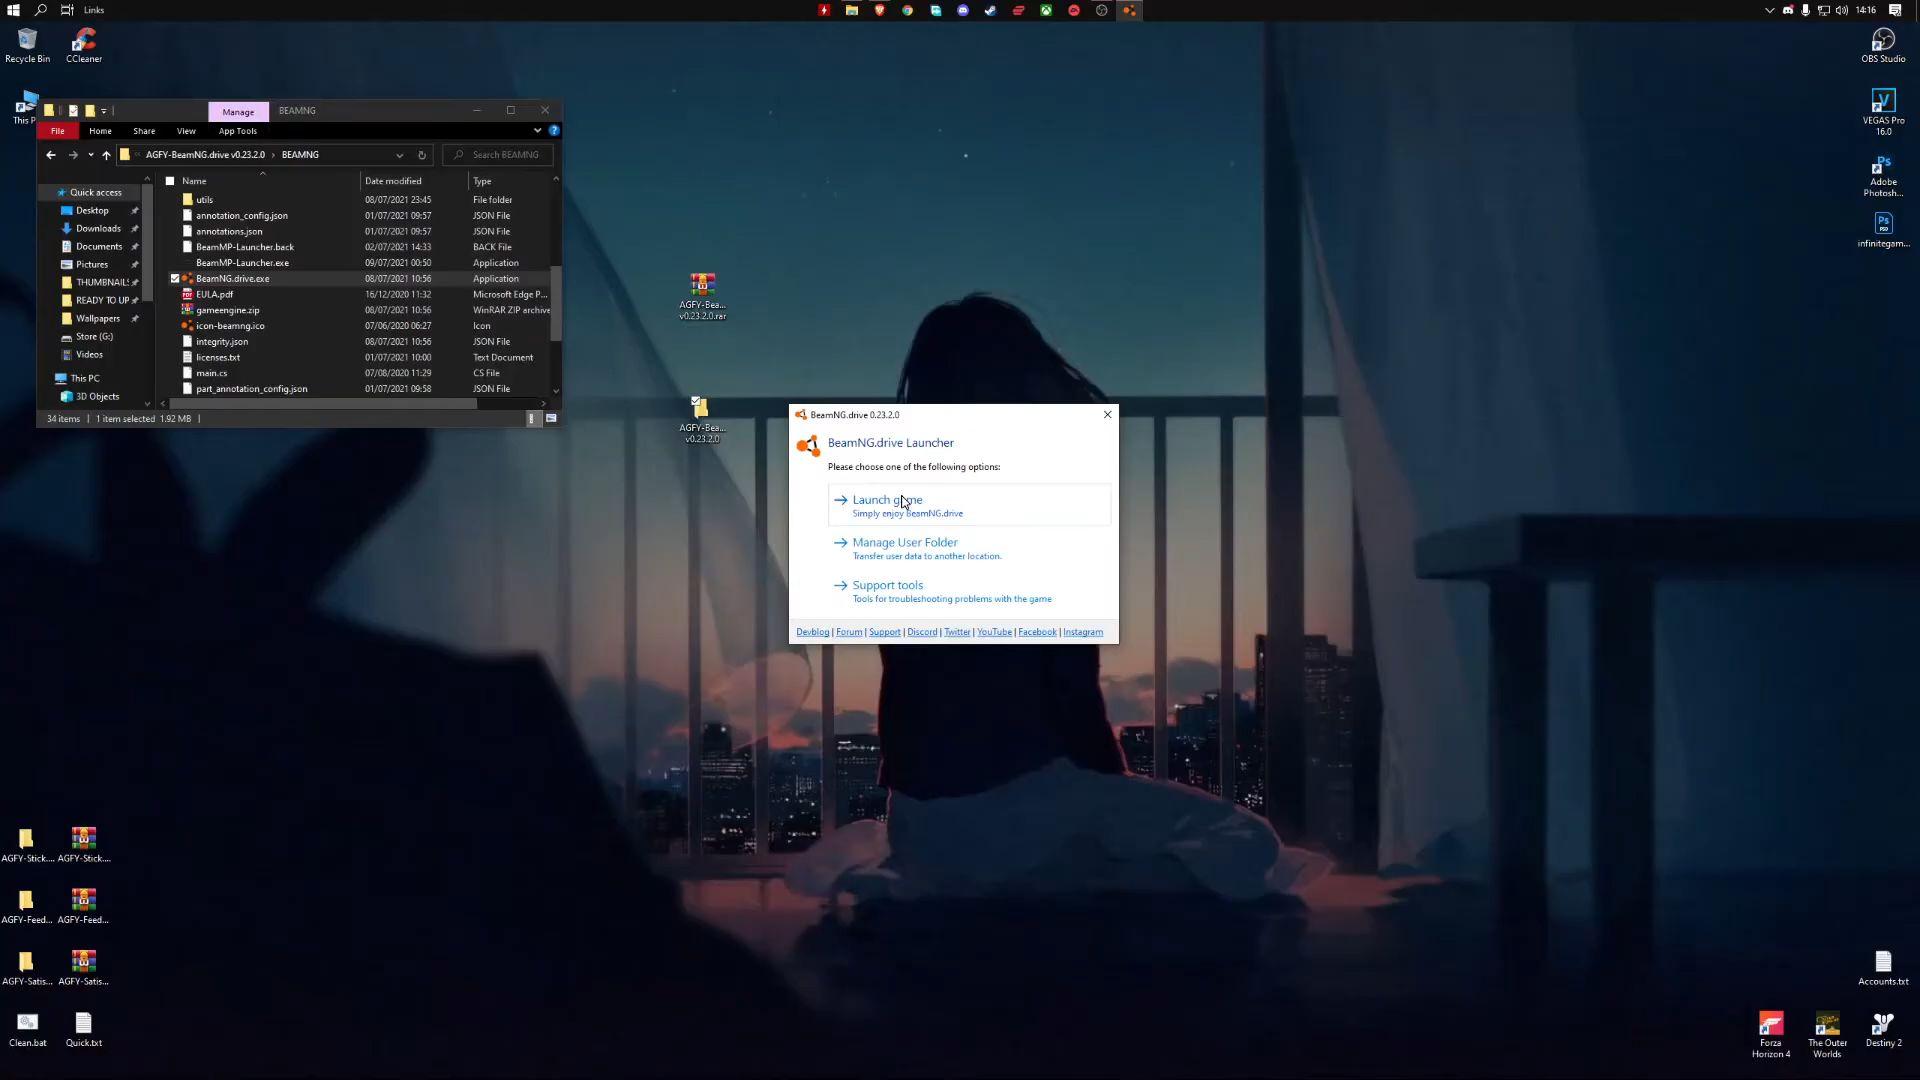 Links
14:16
Recycle Bin
CCleaner
This P
OBS Studio
VEGAS Pro
16.0
Adobe
Photosh...
infinitegam...
Manage
BEAMNG
File
Home
Share
View
App Tools
AGFY-BeamNG.drive v0.23.2.0 > BEAMNG
Search BEAMNG
Name
Date modified
Type
Quick access
Desktop
Downloads
Documents
Pictures
THUMBNAILS
READY TO UP
Wallpapers
Store (G:)
Videos
This PC
3D Objects
utils 08/07/2021 23:45 File folder
annotation_config.json 01/07/2021 09:57 JSON File
annotations.json 01/07/2021 09:57 JSON File
BeamMP-Launcher.back 02/07/2021 14:33 BACK File
BeamMP-Launcher.exe 09/07/2021 00:50 Application
BeamNG.drive.exe 08/07/2021 10:56 Application
EULA.pdf 16/12/2020 11:32 Microsoft Edge P...
gameengine.zip 08/07/2021 10:56 WinRAR ZIP archive
icon-beamng.ico 07/06/2020 06:27 Icon
integrity.json 08/07/2021 10:56 JSON File
licenses.txt 01/07/2021 10:00 Text Document
main.cs 07/08/2020 11:29 CS File
part_annotation_config.json 01/07/2021 09:58 JSON File
34 items
1 item selected 1.92 MB
AGFY-Bea...
v0.23.2.0.rar
AGFY-Bea...
v0.23.2.0
BeamNG.drive 0.23.2.0
BeamNG.drive Launcher
Please choose one of the following options:
Launch game
Simply enjoy BeamNG.drive
Manage User Folder
Transfer user data to another location.
Support tools
Tools for troubleshooting problems with the game
Devblog | Forum | Support | Discord | Twitter | YouTube | Facebook | Instagram
AGFY-Stick....
AGFY-Stick....
AGFY-Feed...
AGFY-Feed...
AGFY-Satis...
AGFY-Satis...
Clean.bat
Quick.txt
Accounts.txt
Forza
Horizon 4
The Outer
Worlds
Destiny 2